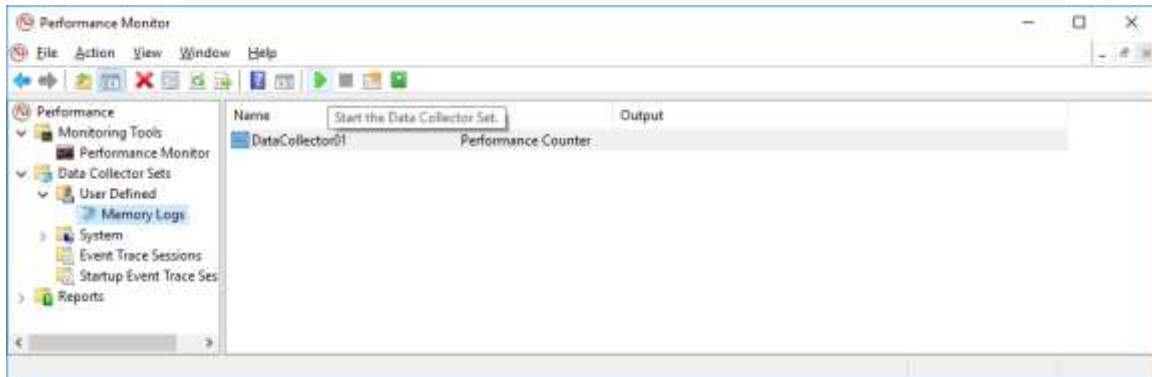 Performance Monitor
File Action View Window Help
Performance
Monitoring Tools
Performance Monitor
Data Collector Sets
User Defined
Memory Logs
System
Event Trace Sessions
Startup Event Trace Ses
Reports
Name Output
Start the Data Collector Set.
DataCollector01 Performance Counter